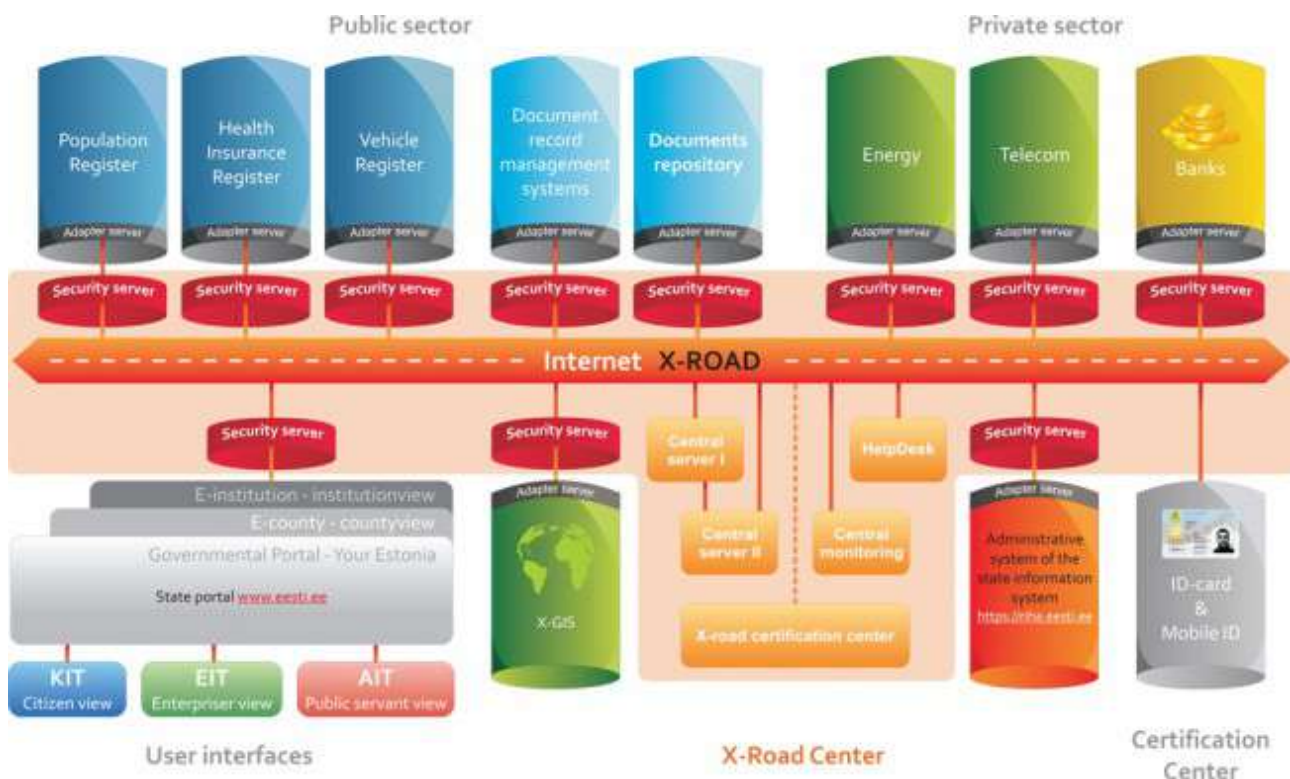 Public sector
Private sector
Population
Register
Health
Insurance
Register
Vehicle
Register
Document
record
management
systems
Documents
repository
Energy
Telecom
Banks
Adapter server
Adapter server
Adapter server
Adapter server
Adapter server
Adapter server
Adapter server
Adapter server
Security server
Security server
Security server
Security server
Security server
Security server
Security server
Security server
Internet X-ROAD
Security server
Security server
Central
server I
HelpDesk
Security server
E-institution - institutionview
E-county - countyview
Governmental Portal - Your Estonia
State portal www.eesti.ee
Adapter server
X-GIS
Central
server II
Central
monitoring
X-road certification center
Adapter server
Administrative
system of the
state information
system
https://riha.eesti.ee
ID-card
&
Mobile ID
KIT
Citizen view
EIT
Enterpriser view
AIT
Public servant view
User interfaces
X-Road Center
Certification
Center